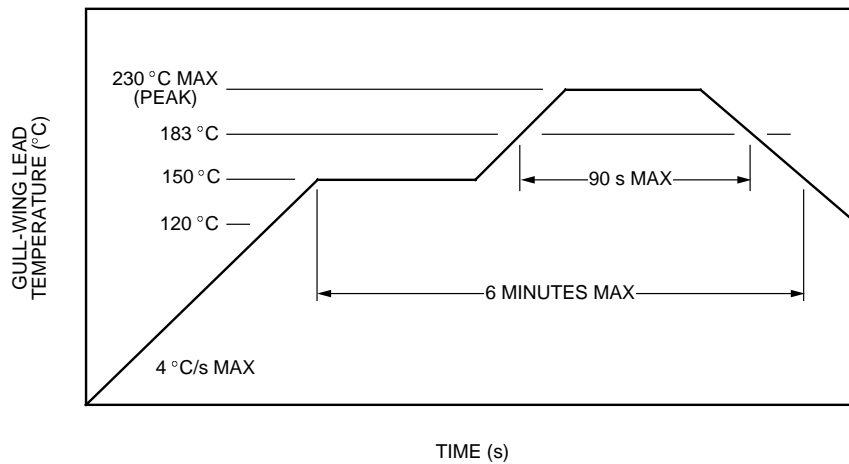 230 °C MAX
(PEAK)
183 °C
150 °C
120 °C
90 s MAX
6 MINUTES MAX
4 °C/s MAX
GULL-WING LEAD
TEMPERATURE (°C)
TIME (s)